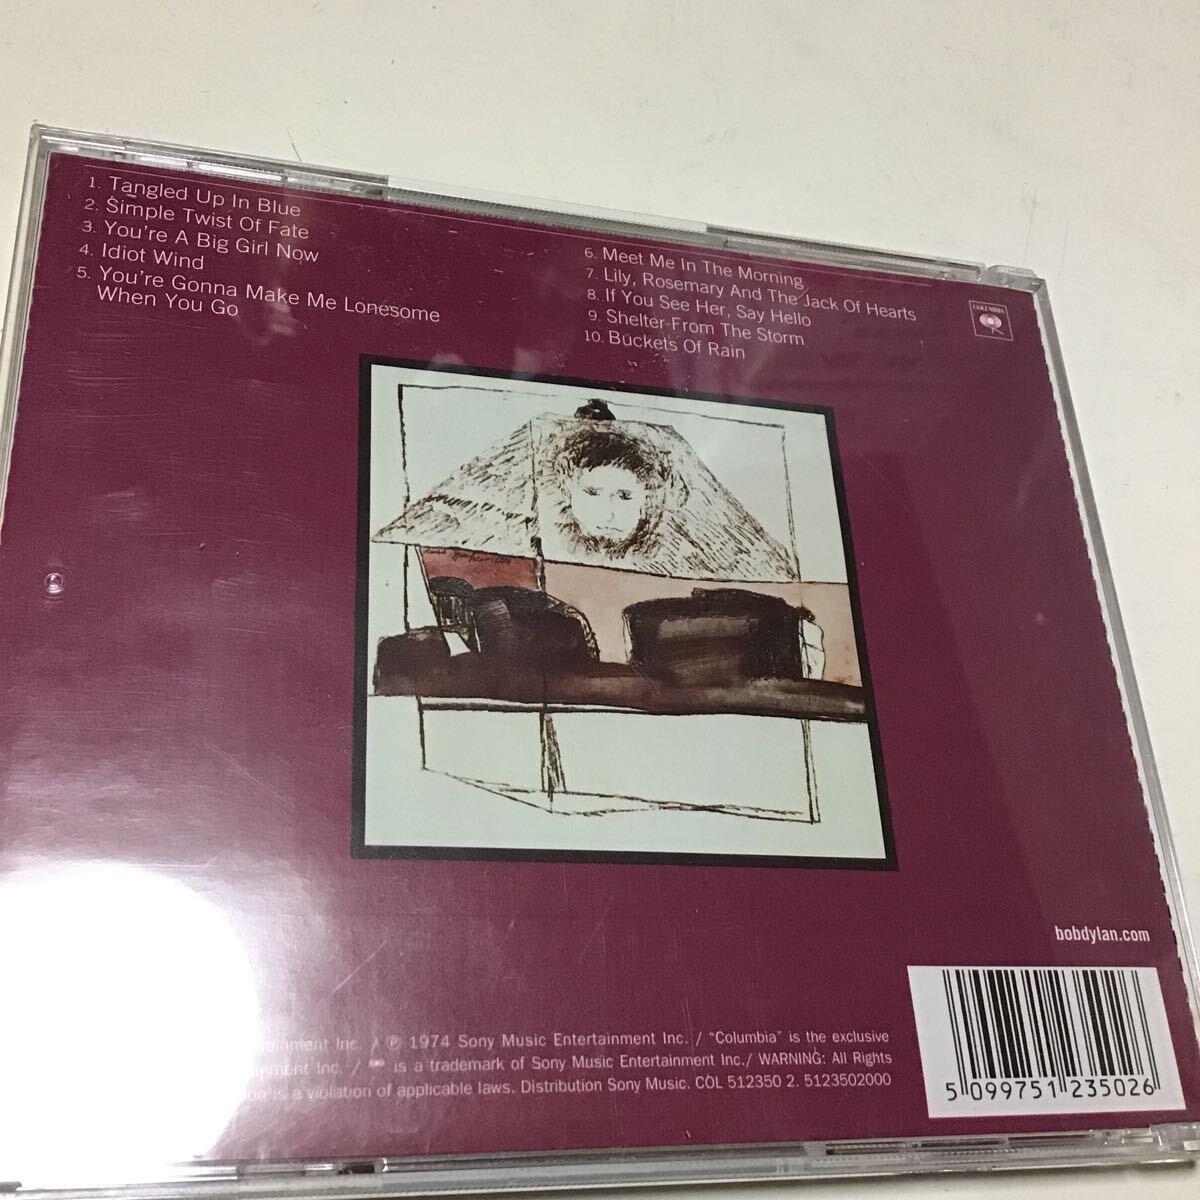 1. Tangled Up In Blue
2. Simple Twist Of Fate
3. You're A Big Girl Now
4. Idiot Wind
5. You're Gonna Make Me Lonesome
When You Go
6. Meet Me In The Morning
7. Lily, Rosemary And The Jack Of Hearts
8. If You See Her, Say Hello
9. Shelter From The Storm
10. Buckets Of Rain
COLUMBIA
bobdylan.com
Inc. / ℗ 1974 Sony Music Entertainment Inc. / "Columbia" is the exclusive
Inc. / is a trademark of Sony Music Entertainment Inc./ WARNING: All Rights
is a violation of applicable laws. Distribution Sony Music. COL 512350 2. 5123502000
5 099751 235026